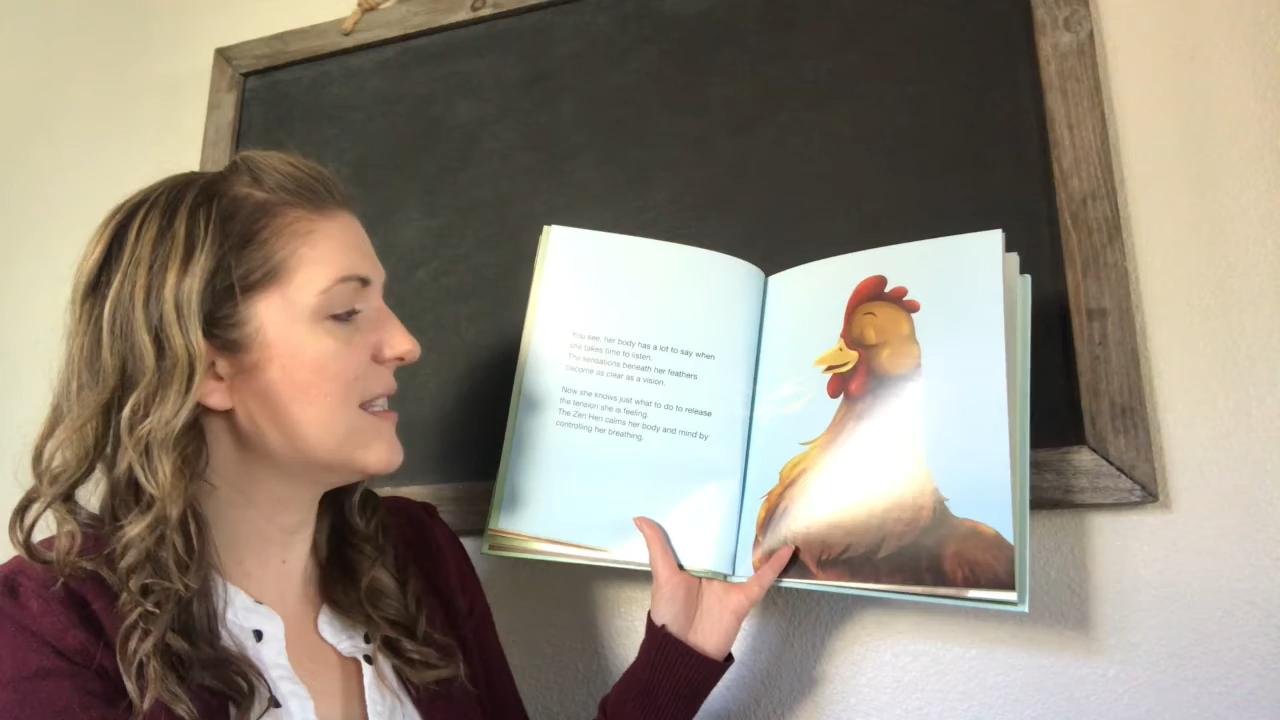 You see, her body has a lot to say when
she takes time to listen.
The sensations beneath her feathers
become as clear as a vision.
Now she knows just what to do to release
the tension she is feeling.
The Zen Hen calms her body and mind by
controlling her breathing.